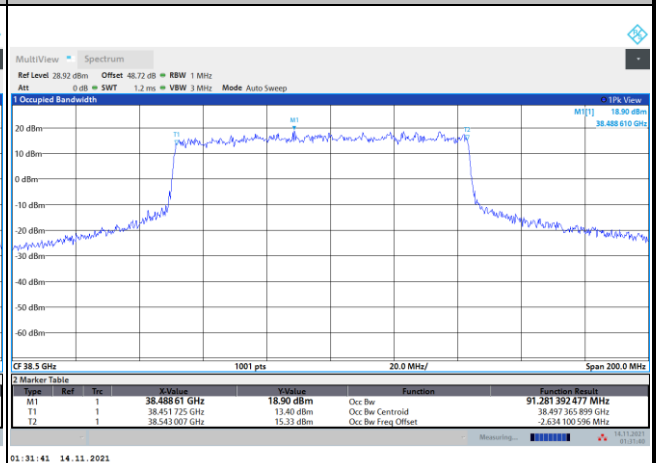 MultiView Spectrum
Ref Level 28.92 dBm Offset 48.72 dB RBW 1 MHz
Att 0 dB SWT 1.2 ms VBW 3 MHz Mode Auto Sweep
1 Occupied Bandwidth 1Pk View
M1[1] 18.90 dBm
38.488 610 GHz
M1
T1
T2
20 dBm
10 dBm
0 dBm
-10 dBm
-20 dBm
-30 dBm
-40 dBm
-50 dBm
-60 dBm
CF 38.5 GHz 1001 pts 20.0 MHz/ Span 200.0 MHz
2 Marker Table
Type Ref Trc X-Value Y-Value Function Function Result
M1 1 38.488 61 GHz 18.90 dBm Occ Bw 91.281 392 477 MHz
T1 1 38.451 725 GHz 13.40 dBm Occ Bw Centroid 38.497 365 899 GHz
T2 1 38.543 007 GHz 15.33 dBm Occ Bw Freq Offset -2.634 100 596 MHz
Measuring... 14.11.2021
01:31:40
01:31:41 14.11.2021